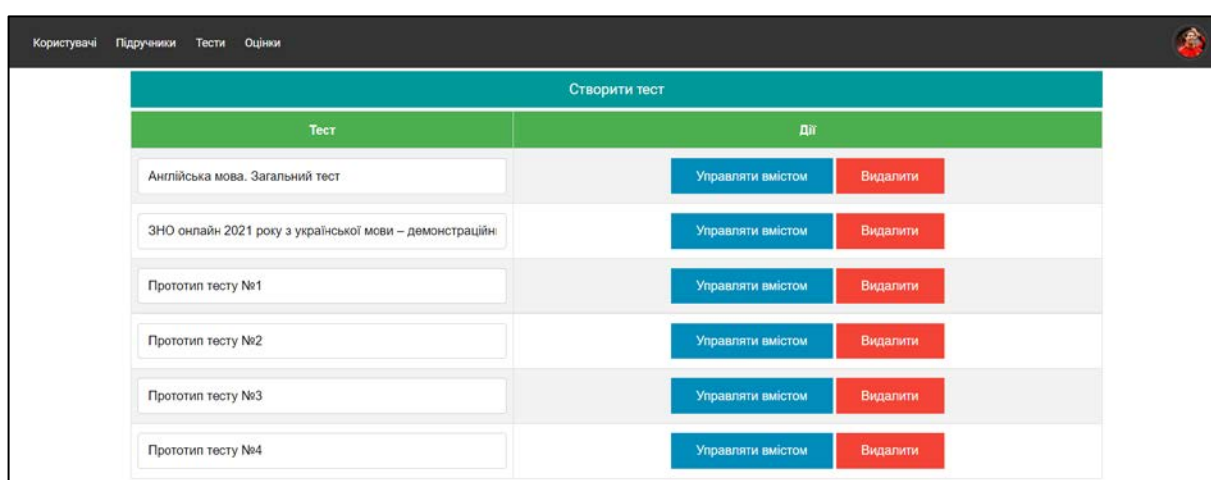 Користувачі Підручники Тести Оцінки
Створити тест
Тест Дії
Англійська мова. Загальний тест Управляти вмістом Видалити
ЗНО онлайн 2021 року з української мови – демонстраційн Управляти вмістом Видалити
Прототип тесту №1 Управляти вмістом Видалити
Прототип тесту №2 Управляти вмістом Видалити
Прототип тесту №3 Управляти вмістом Видалити
Прототип тесту №4 Управляти вмістом Видалити